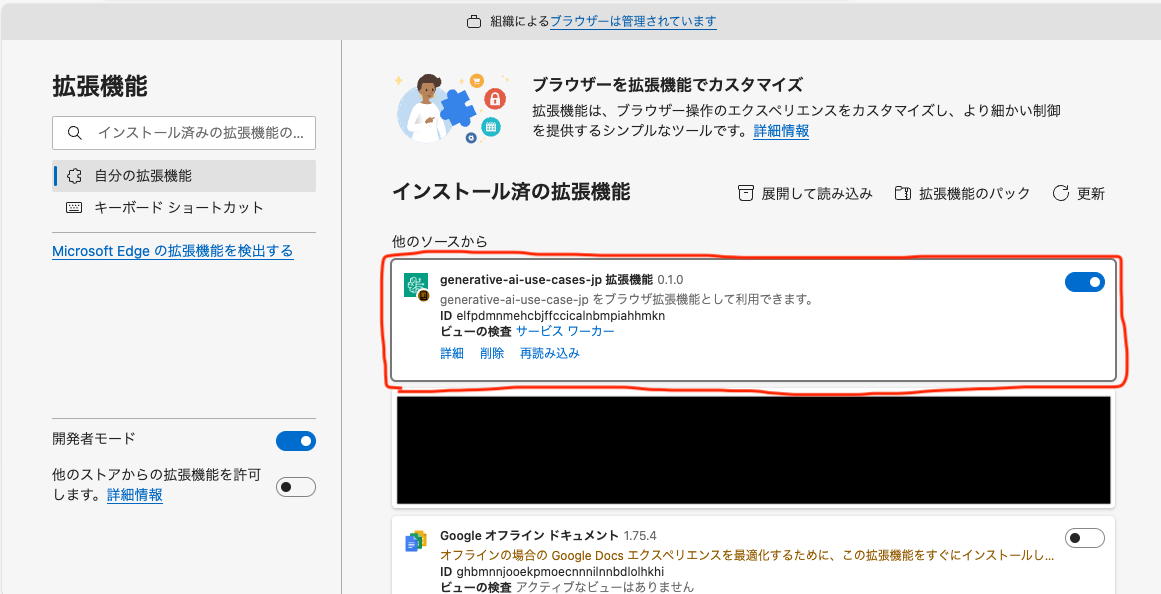 組織によるブラウザーは管理されています
拡張機能
インストール済みの拡張機能の...
自分の拡張機能
キーボード ショートカット
Microsoft Edge の拡張機能を検出する
開発者モード
他のストアからの拡張機能を許可
します。詳細情報
ブラウザーを拡張機能でカスタマイズ
拡張機能は、ブラウザー操作のエクスペリエンスをカスタマイズし、より細かい制御
を提供するシンプルなツールです。詳細情報
インストール済の拡張機能
展開して読み込み
拡張機能のパック
更新
他のソースから
generative-ai-use-cases-jp 拡張機能 0.1.0
generative-ai-use-case-jp をブラウザ拡張機能として利用できます。
ID elfpdmnmehcbjffccicalnbmpiahhmkn
ビューの検査 サービス ワーカー
詳細 削除 再読み込み
Google オフライン ドキュメント 1.75.4
オフラインの場合の Google Docs エクスペリエンスを最適化するために、この拡張機能をすぐにインストールし...
ID ghbmnnjooekpmoecnnnilnnbdlolhkhi
ビューの検査 アクティブなビューはありません